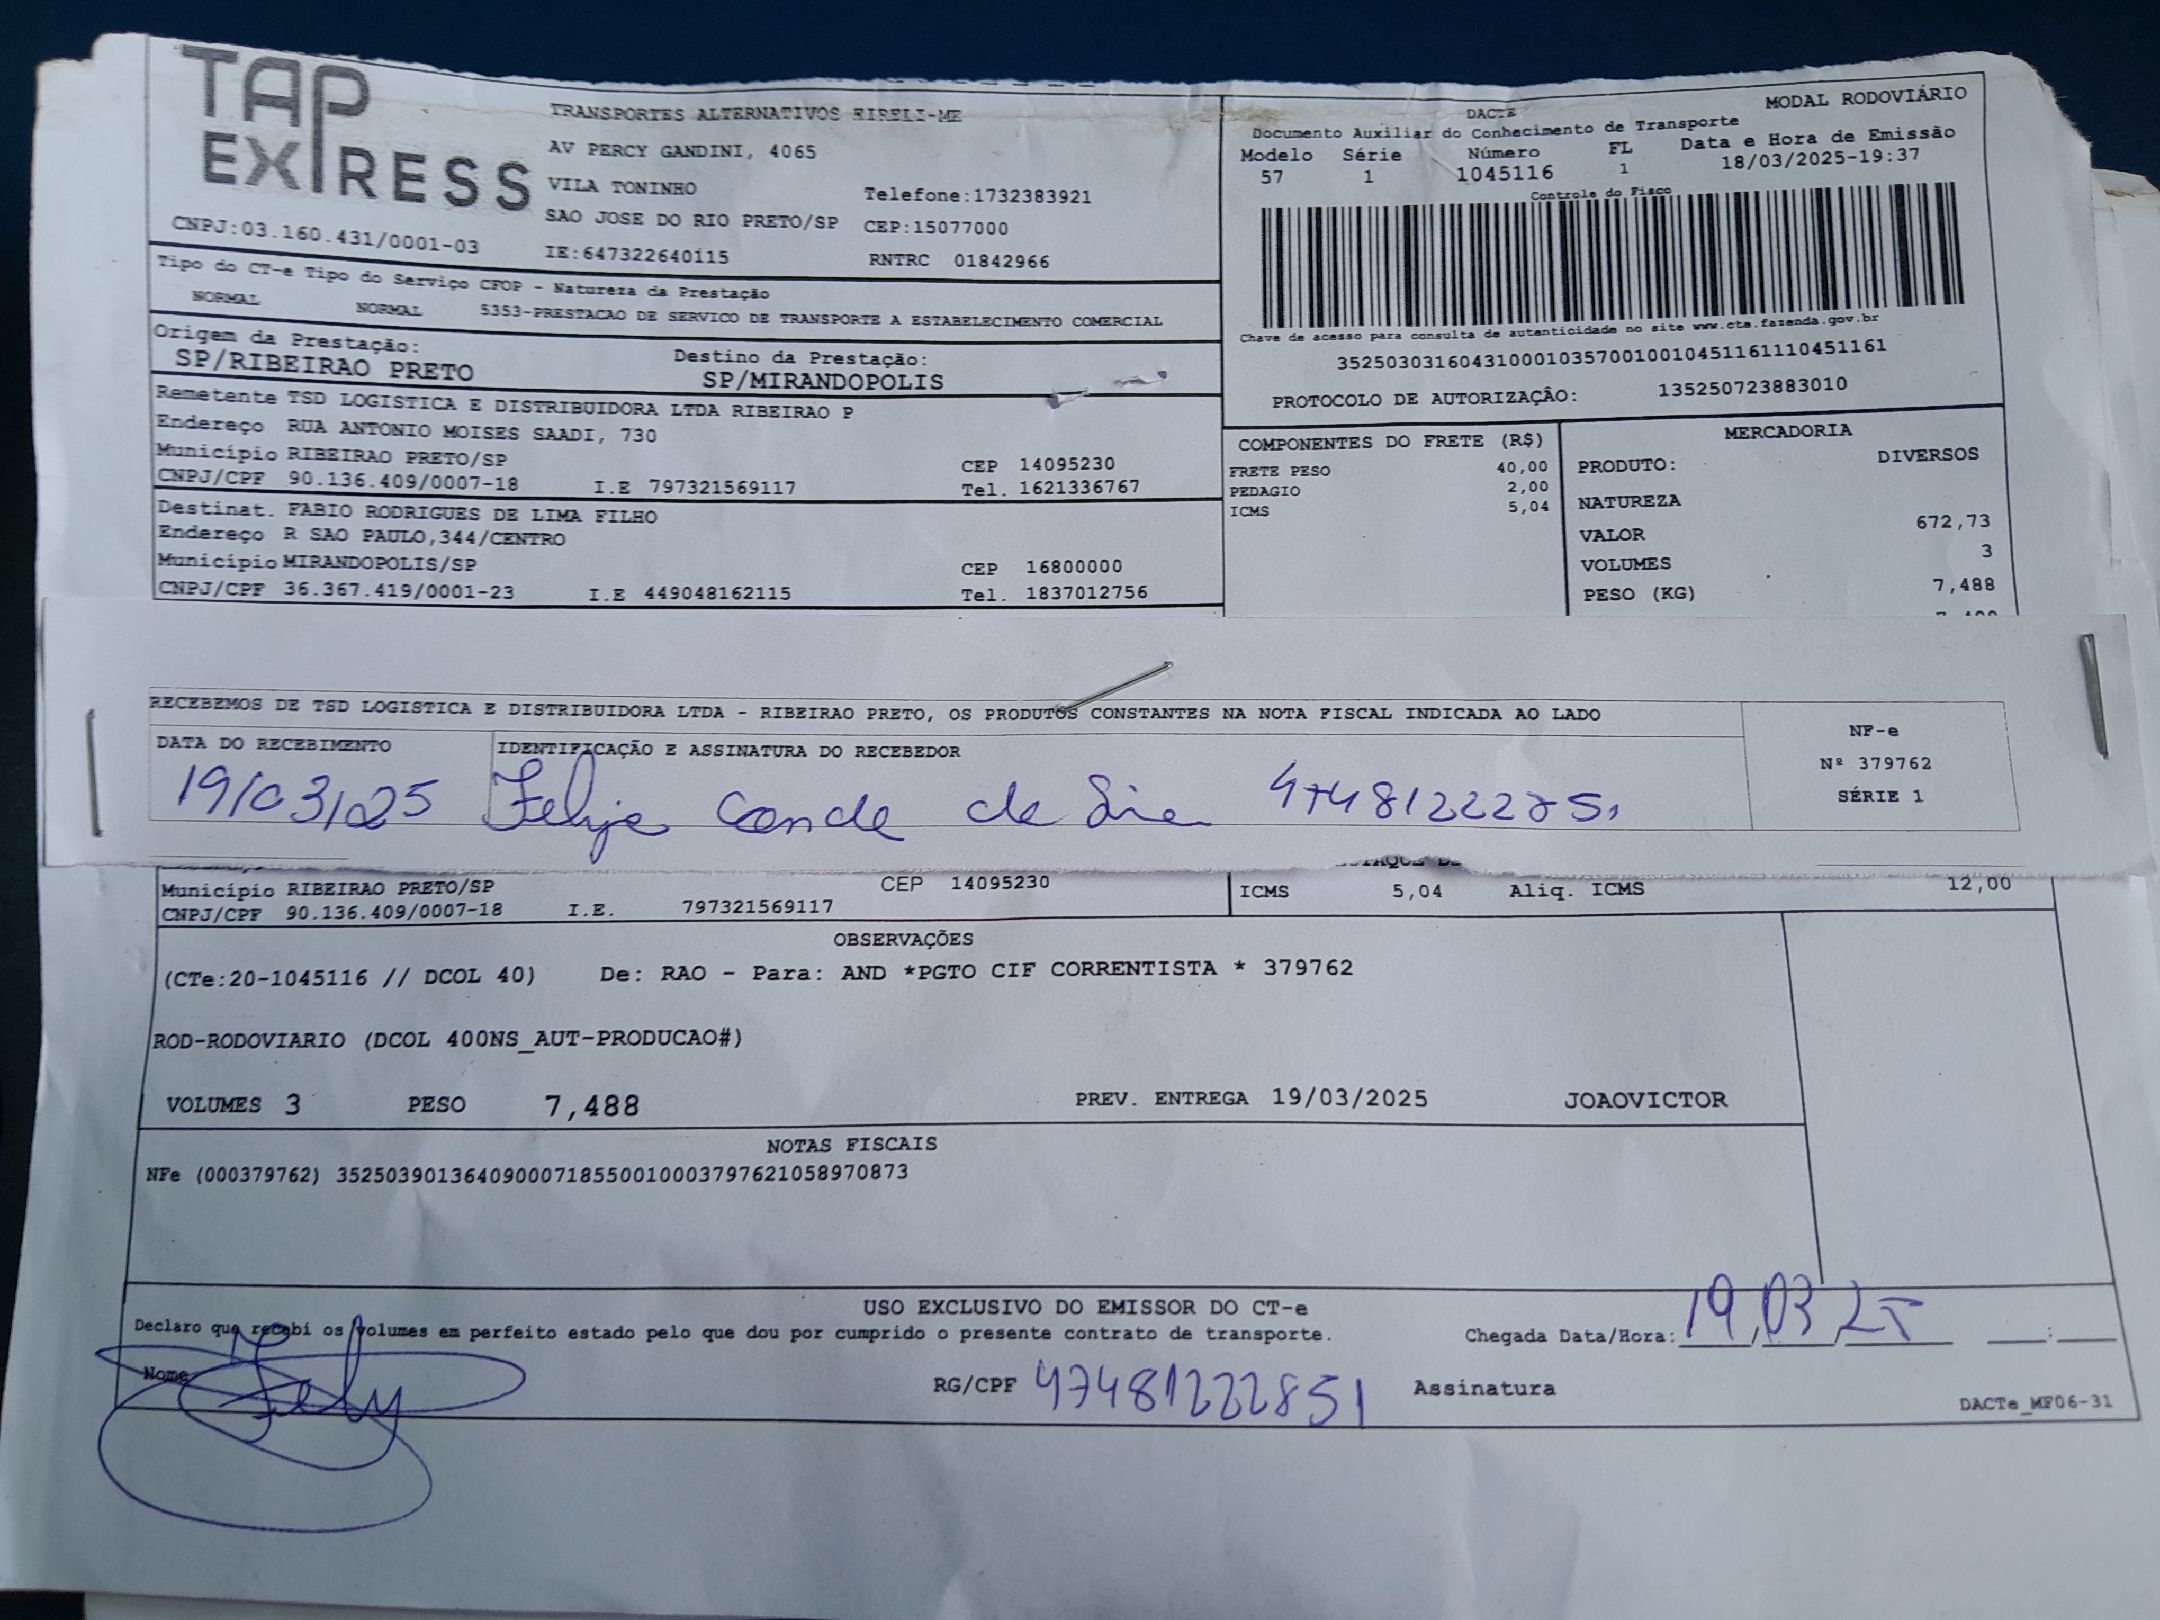 TAP
EXPRESS
TRANSPORTES ALTERNATIVOS EIRELI-ME
AV PERCY GANDINI, 4065
VILA TONINHO Telefone:1732383921
SAO JOSE DO RIO PRETO/SP CEP:15077000
CNPJ:03.160.431/0001-03 IE:647322640115 RNTRC 01842966
DACTE MODAL RODOVIÁRIO
Documento Auxiliar do Conhecimento de Transporte
Modelo Série Número FL Data e Hora de Emissão
57 1 1045116 1 18/03/2025-19:37
Controle do Fisco
Chave de acesso para consulta de autenticidade no site www.cte.fazenda.gov.br
35250303160431000103570010010451161110451161
PROTOCOLO DE AUTORIZAÇÂO: 135250723883010
Tipo do CT-e Tipo do Serviço CFOP - Natureza da Prestação
NORMAL NORMAL 5353-PRESTACAO DE SERVICO DE TRANSPORTE A ESTABELECIMENTO COMERCIAL
Origem da Prestação: Destino da Prestação:
SP/RIBEIRAO PRETO SP/MIRANDOPOLIS
Remetente TSD LOGISTICA E DISTRIBUIDORA LTDA RIBEIRAO P
Endereço RUA ANTONIO MOISES SAADI, 730
Município RIBEIRAO PRETO/SP CEP 14095230
CNPJ/CPF 90.136.409/0007-18 I.E 797321569117 Tel. 1621336767
Destinat. FABIO RODRIGUES DE LIMA FILHO
Endereço R SAO PAULO,344/CENTRO
Município MIRANDOPOLIS/SP CEP 16800000
CNPJ/CPF 36.367.419/0001-23 I.E 449048162115 Tel. 1837012756
COMPONENTES DO FRETE (R$)
FRETE PESO 40,00
PEDAGIO 2,00
ICMS 5,04
MERCADORIA
PRODUTO: DIVERSOS
NATUREZA
VALOR 672,73
VOLUMES 3
PESO (KG) 7,488
RECEBEMOS DE TSD LOGISTICA E DISTRIBUIDORA LTDA - RIBEIRAO PRETO, OS PRODUTOS CONSTANTES NA NOTA FISCAL INDICADA AO LADO
DATA DO RECEBIMENTO IDENTIFICAÇÃO E ASSINATURA DO RECEBEDOR
19/03/25 Felipe Conde de
NF-e
Nº 379762
SÉRIE 1
Município RIBEIRAO PRETO/SP CEP 14095230
CNPJ/CPF 90.136.409/0007-18 I.E. 797321569117
ICMS 5,04 Aliq. ICMS 12,00
OBSERVAÇÕES
(CTe:20-1045116 // DCOL 40) De: RAO - Para: AND *PGTO CIF CORRENTISTA * 379762
ROD-RODOVIARIO (DCOL 400NS_AUT-PRODUCAO#)
VOLUMES 3 PESO 7,488 PREV. ENTREGA 19/03/2025 JOAOVICTOR
NOTAS FISCAIS
NFe (000379762) 35250390136409000718550010003797621058970873
USO EXCLUSIVO DO EMISSOR DO CT-e
Declaro que recebi os volumes em perfeito estado pelo que dou por cumprido o presente contrato de transporte. Chegada Data/Hora: 19/03/25 :
Nome RG/CPF 47481222851 Assinatura
DACTe_MF06-31